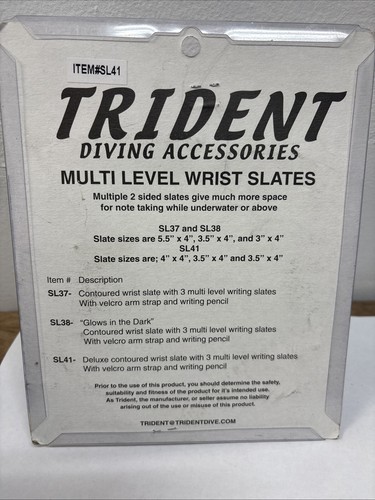 ITEM#SL41
TRIDENT
DIVING ACCESSORIES
MULTI LEVEL WRIST SLATES
Multiple 2 sided slates give much more space
for note taking while underwater or above
SL37 and SL38
Slate sizes are 5.5" x 4", 3.5" x 4", and 3" x 4"
SL41
Slate sizes are; 4" x 4", 3.5" x 4" and 3.5" x 4"
Item # Description
SL37- Contoured wrist slate with 3 multi level writing slates
With velcro arm strap and writing pencil
SL38- "Glows in the Dark"
Contoured wrist slate with 3 multi level writing slates
With velcro arm strap and writing pencil
SL41- Deluxe contoured wrist slate with 3 multi level writing slates
With velcro arm strap and writing pencil
Prior to the use of this product, you should determine the safety,
suitability and fitness of the product for it's intended use.
As Trident, the manufacturer, or seller assume no liability
arising out of the use or misuse of this product.
TRIDENT@TRIDENTDIVE.COM